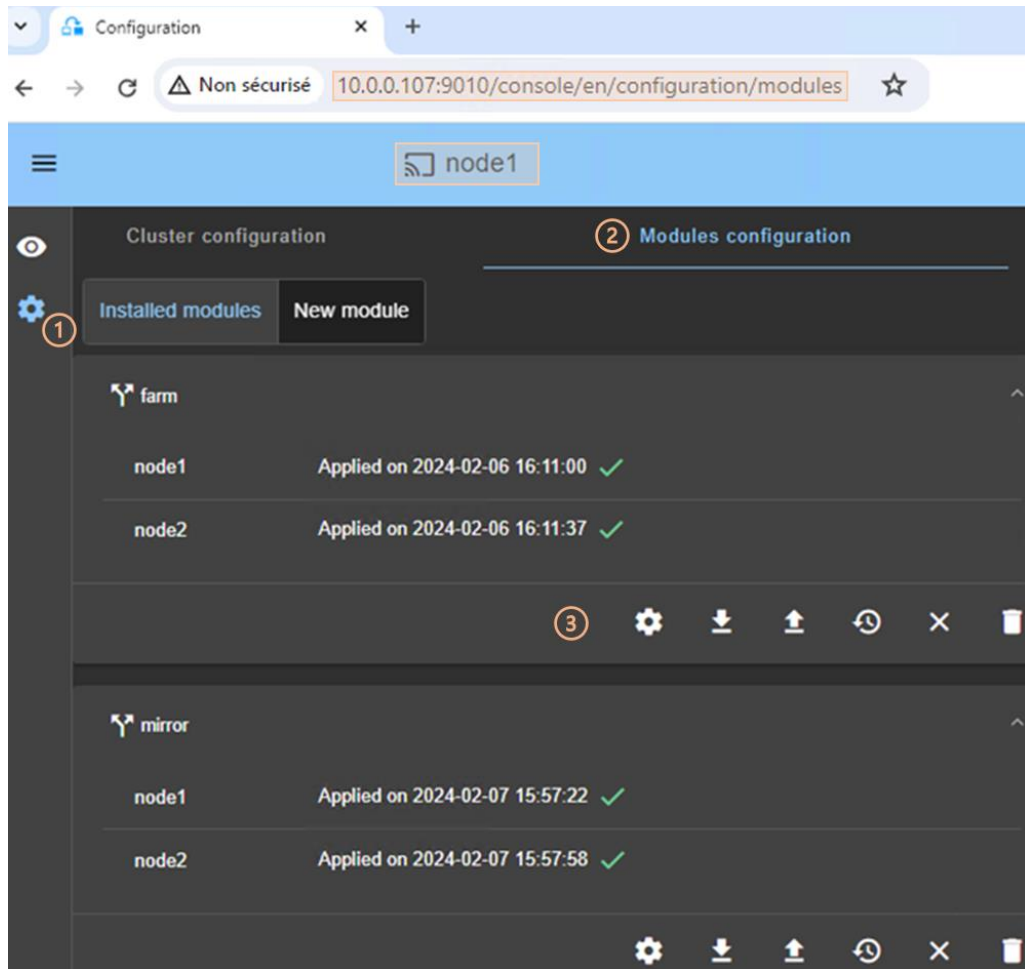 Configuration
Non sécurisé 10.0.0.107:9010/console/en/configuration/modules
node1
Cluster configuration 2 Modules configuration
1
Installed modules New module
farm
node1 Applied on 2024-02-06 16:11:00
node2 Applied on 2024-02-06 16:11:37
3
mirror
node1 Applied on 2024-02-07 15:57:22
node2 Applied on 2024-02-07 15:57:58